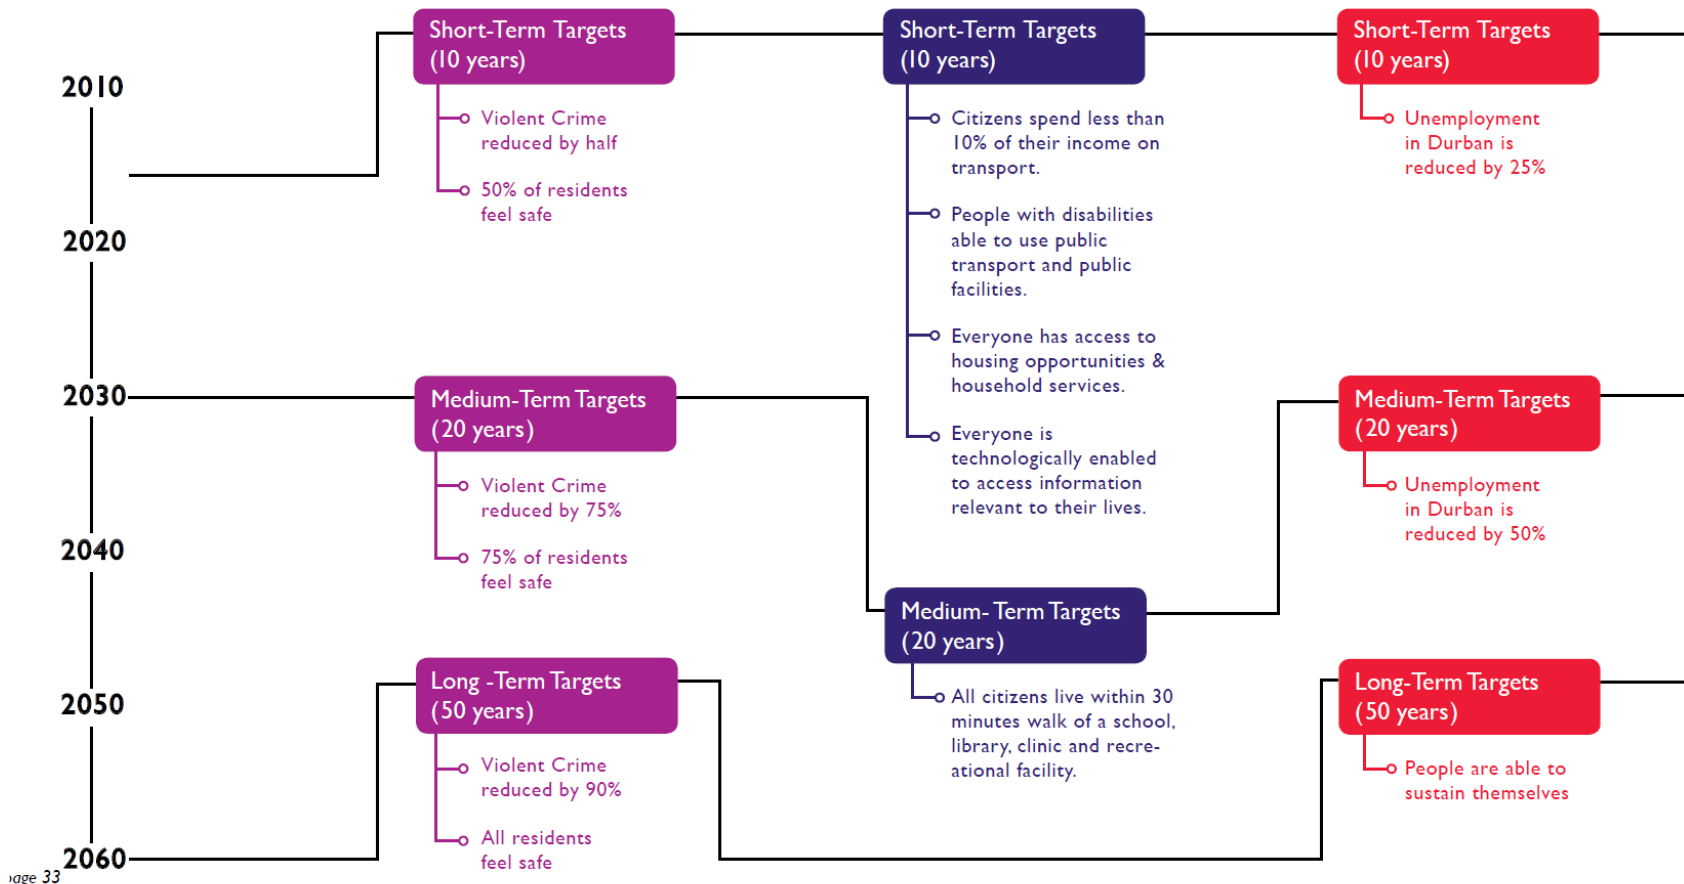 2010
2020
2030
2040
2050
2060
Short-Term Targets
(10 years)
Violent Crime
reduced by half
50% of residents
feel safe
Medium-Term Targets
(20 years)
Violent Crime
reduced by 75%
75% of residents
feel safe
Long -Term Targets
(50 years)
Violent Crime
reduced by 90%
All residents
feel safe
Short-Term Targets
(10 years)
Citizens spend less than
10% of their income on
transport.
People with disabilities
able to use public
transport and public
facilities.
Everyone has access to
housing opportunities &
household services.
Everyone is
technologically enabled
to access information
relevant to their lives.
Medium- Term Targets
(20 years)
All citizens live within 30
minutes walk of a school,
library, clinic and recre-
ational facility.
Short-Term Targets
(10 years)
Unemployment
in Durban is
reduced by 25%
Medium-Term Targets
(20 years)
Unemployment
in Durban is
reduced by 50%
Long-Term Targets
(50 years)
People are able to
sustain themselves
page 33